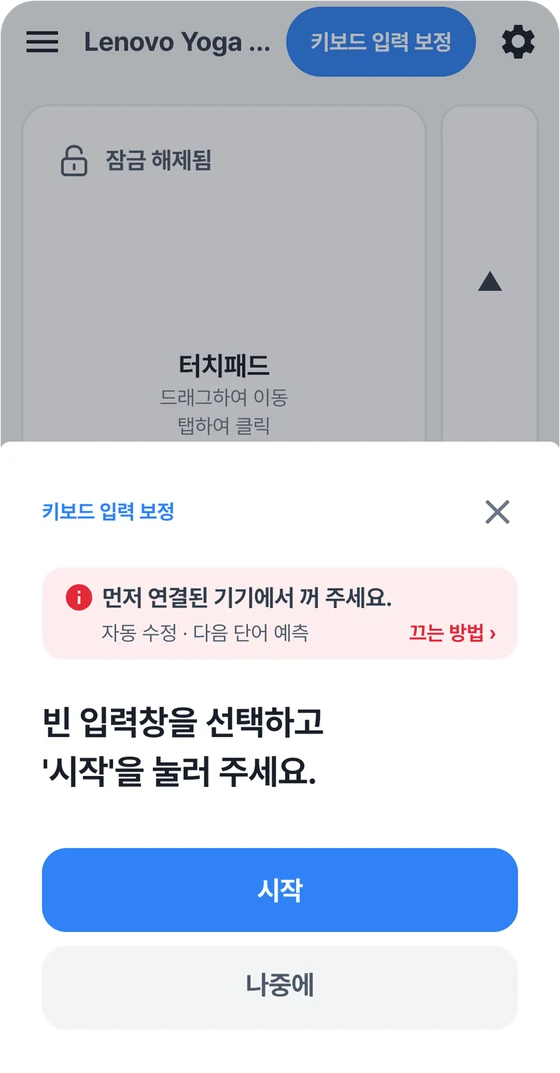 Lenovo Yoga ...
키보드 입력 보정
잠금 해제됨
터치패드
드래그하여 이동
탭하여 클릭
키보드 입력 보정
먼저 연결된 기기에서 꺼 주세요.
자동 수정 · 다음 단어 예측
끄는 방법 ›
빈 입력창을 선택하고
'시작'을 눌러 주세요.
시작
나중에